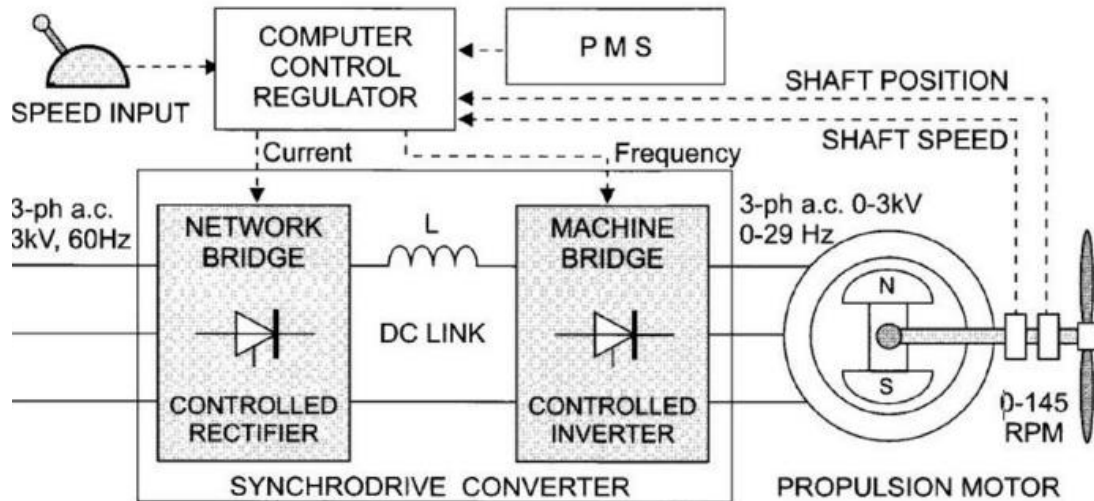 COMPUTER
CONTROL
REGULATOR
P M S
SPEED INPUT
SHAFT POSITION
SHAFT SPEED
Current
Frequency
3-ph a.c.
3kV, 60Hz
NETWORK
BRIDGE
CONTROLLED
RECTIFIER
L
DC LINK
MACHINE
BRIDGE
CONTROLLED
INVERTER
3-ph a.c. 0-3kV
0-29 Hz
N
S
0-145
RPM
SYNCHRODRIVE CONVERTER
PROPULSION MOTOR